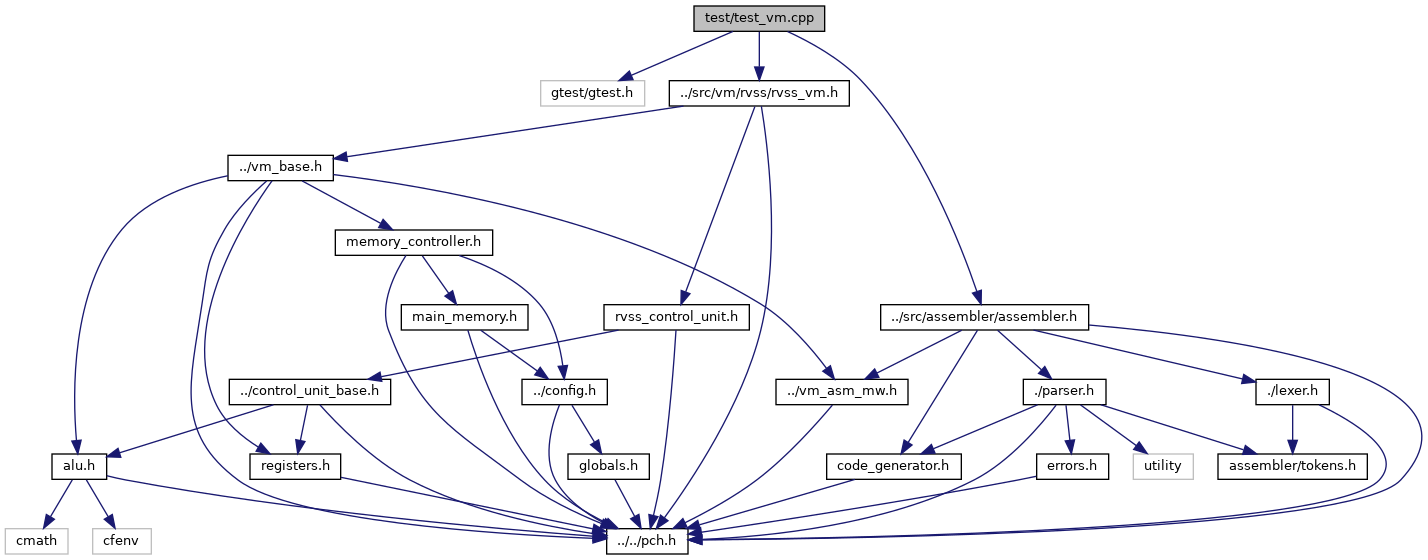 test/test_vm.cpp
gtest/gtest.h
../src/vm/rvss/rvss_vm.h
../vm_base.h
memory_controller.h
main_memory.h
rvss_control_unit.h
../src/assembler/assembler.h
../control_unit_base.h
../config.h
../vm_asm_mw.h
./parser.h
./lexer.h
alu.h
registers.h
globals.h
code_generator.h
errors.h
utility
assembler/tokens.h
cmath
cfenv
../../pch.h